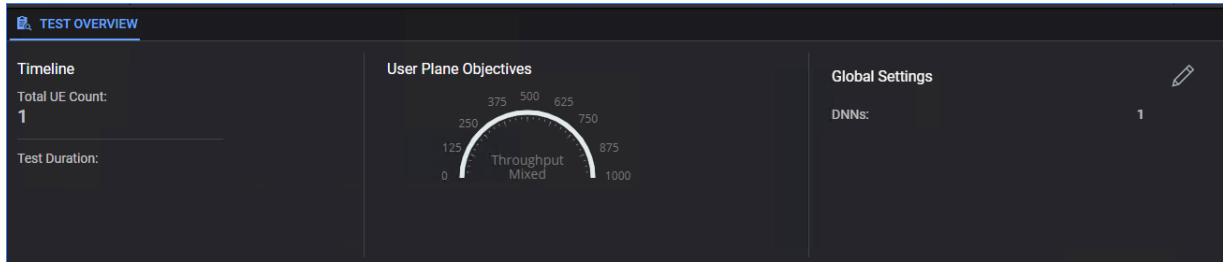 TEST OVERVIEW
Timeline
Total UE Count:
1
Test Duration:
User Plane Objectives
0
125
250
375
500
625
750
875
1000
Throughput
Mixed
Global Settings
DNNs: 1